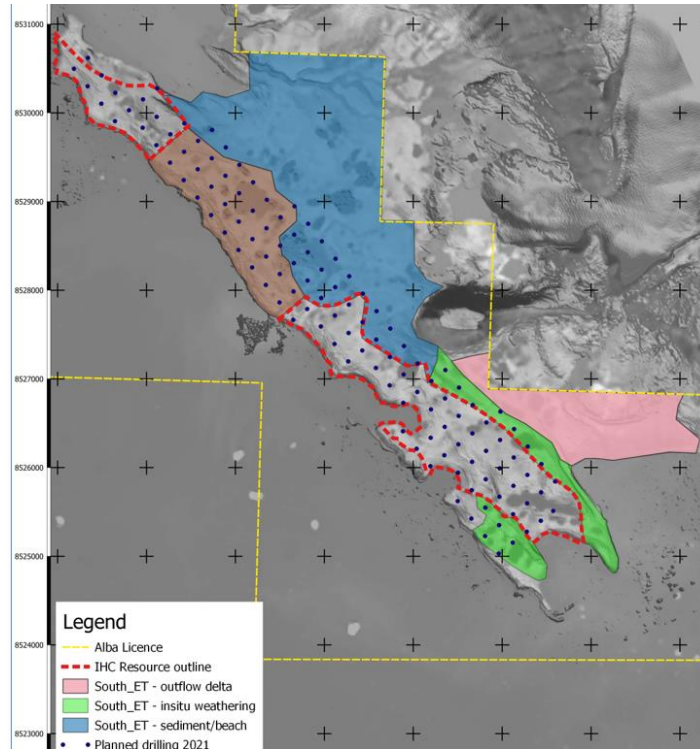 8531000
8530000
8529000
8528000
8527000
8526000
8525000
8524000
8523000
Legend
Alba Licence
IHC Resource outline
South_ET - outflow delta
South_ET - insitu weathering
South_ET - sediment/beach
Planned drilling 2021